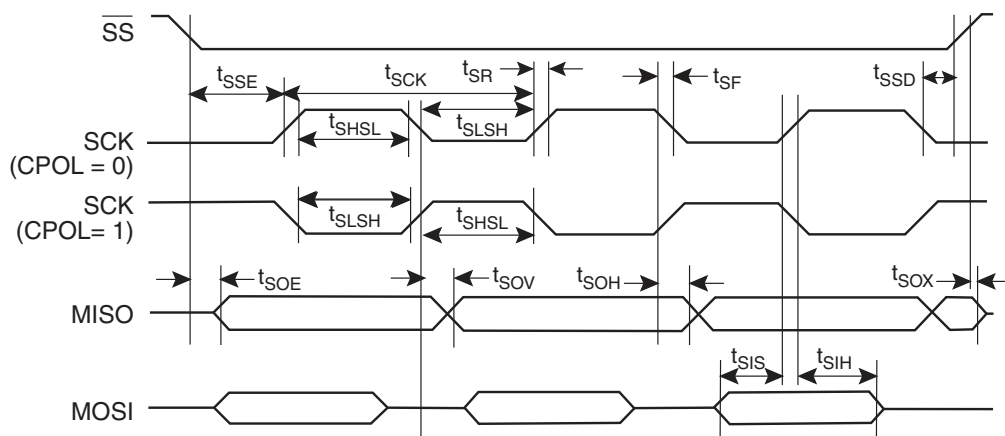 SS
tSSE
tSCK
tSR
tSF
tSSD
tSHSL
tSLSH
SCK
(CPOL = 0)
SCK
(CPOL= 1)
tSLSH
tSHSL
tSOE
tSOV
tSOH
tSOX
MISO
tSIS
tSIH
MOSI